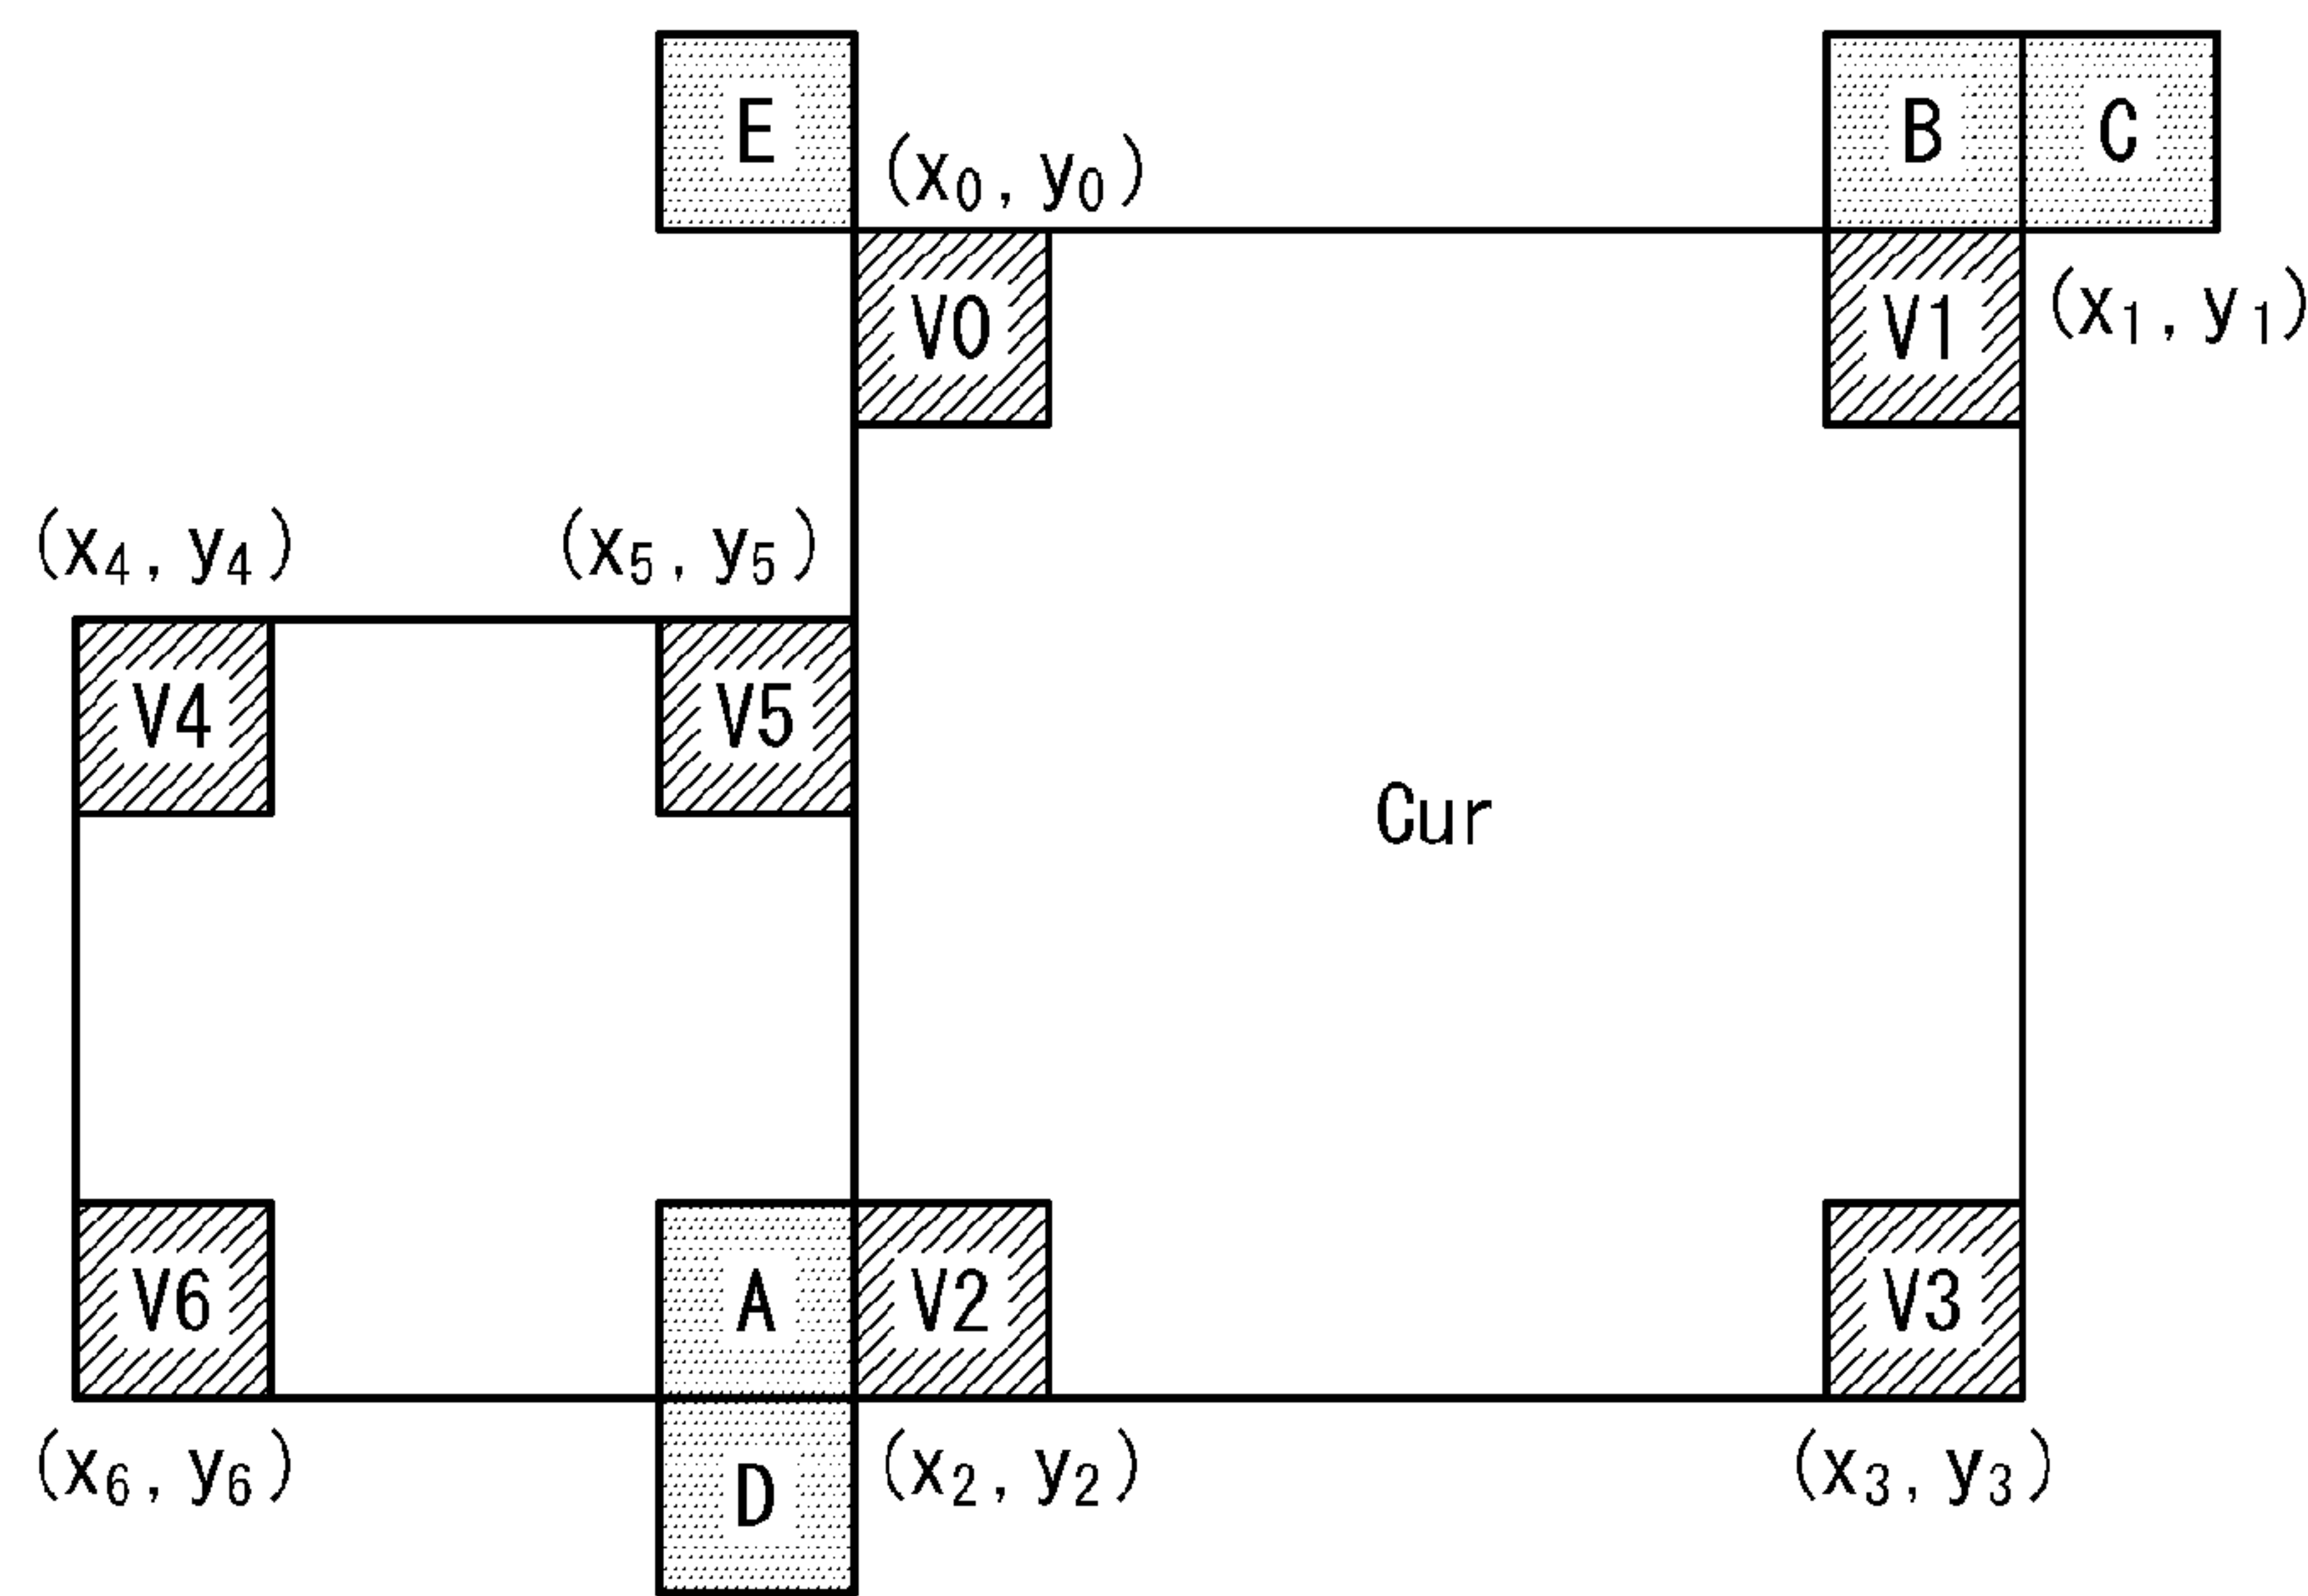 E B C
(x₀, y₀)
V0 V1 (x₁, y₁)
(x₄, y₄) (x₅, y₅)
V4 V5
Cur
V6 A V2 V3
(x₆, y₆) D (x₂, y₂) (x₃, y₃)